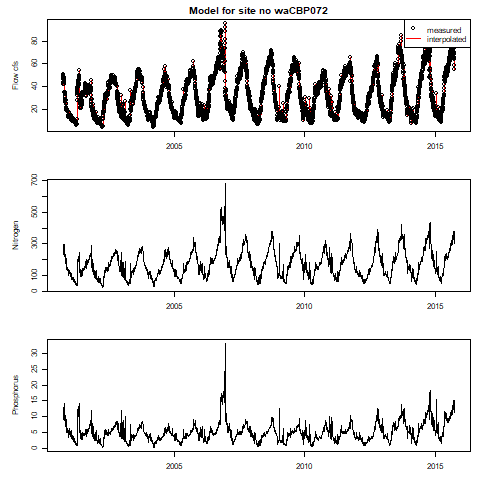 Model for site no waCBP072
measured
interpolated
Flow cfs
20 40 60 80
2005 2010 2015
Nitrogen
0 100 300 500 700
2005 2010 2015
Phosphorus
0 5 10 15 20 25 30
2005 2010 2015